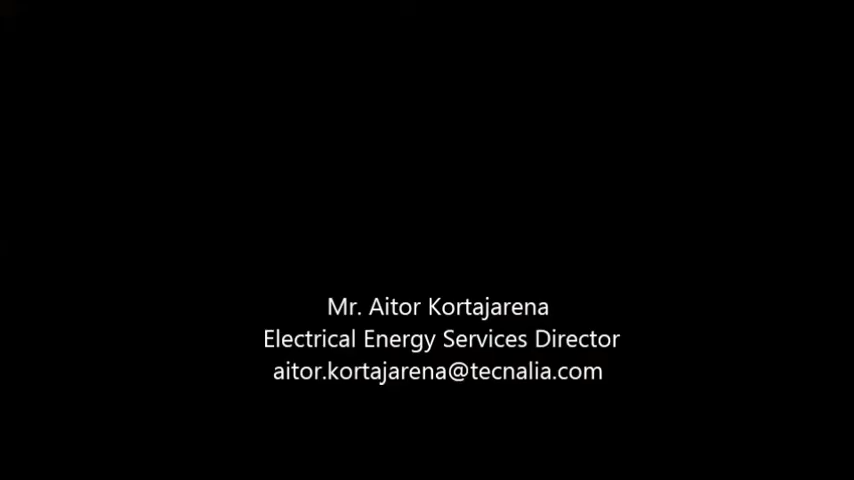 Mr. Aitor Kortajarena
Electrical Energy Services Director
aitor.kortajarena@tecnalia.com